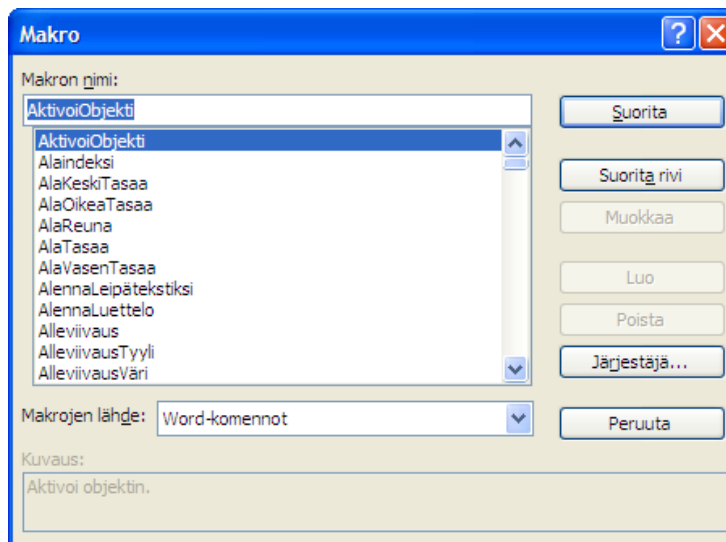 Makro
Makron nimi:
AktivoiObjekti
AktivoiObjekti
Alaindeksi
AlaKeskiTasaa
AlaOikeaTasaa
AlaReuna
AlaTasaa
AlaVasenTasaa
AlennaLeipätekstiksi
AlennaLuettelo
Alleviivaus
AlleviivausTyyli
AlleviivausVäri
Suorita
Suorita rivi
Muokkaa
Luo
Poista
Järjestäjä...
Makrojen lähde: Word-komennot
Peruuta
Kuvaus:
Aktivoi objektin.